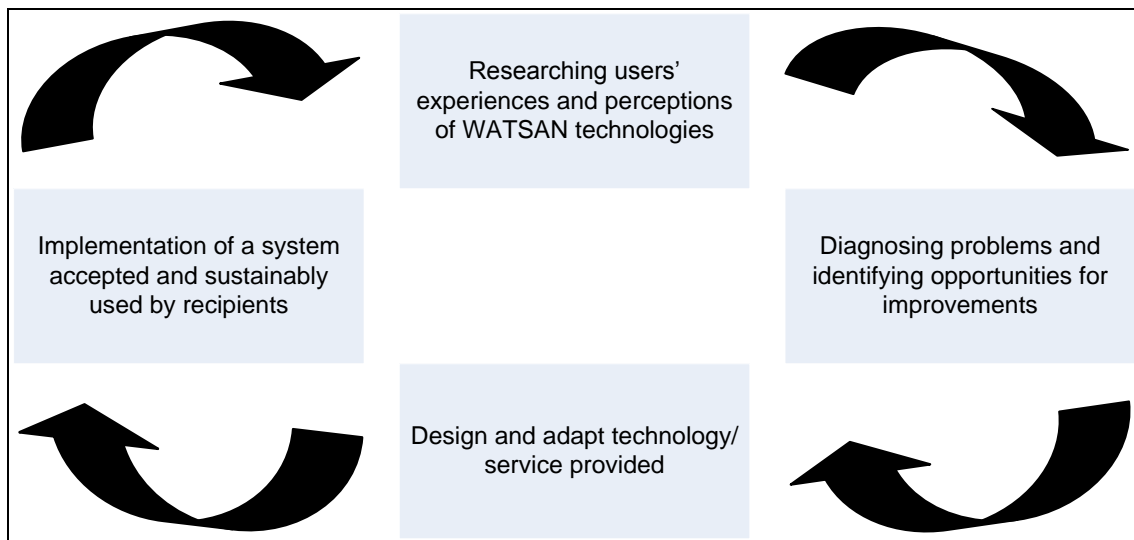 Researching users’
experiences and perceptions
of WATSAN technologies
Implementation of a system
accepted and sustainably
used by recipients
Diagnosing problems and
identifying opportunities for
improvements
Design and adapt technology/
service provided